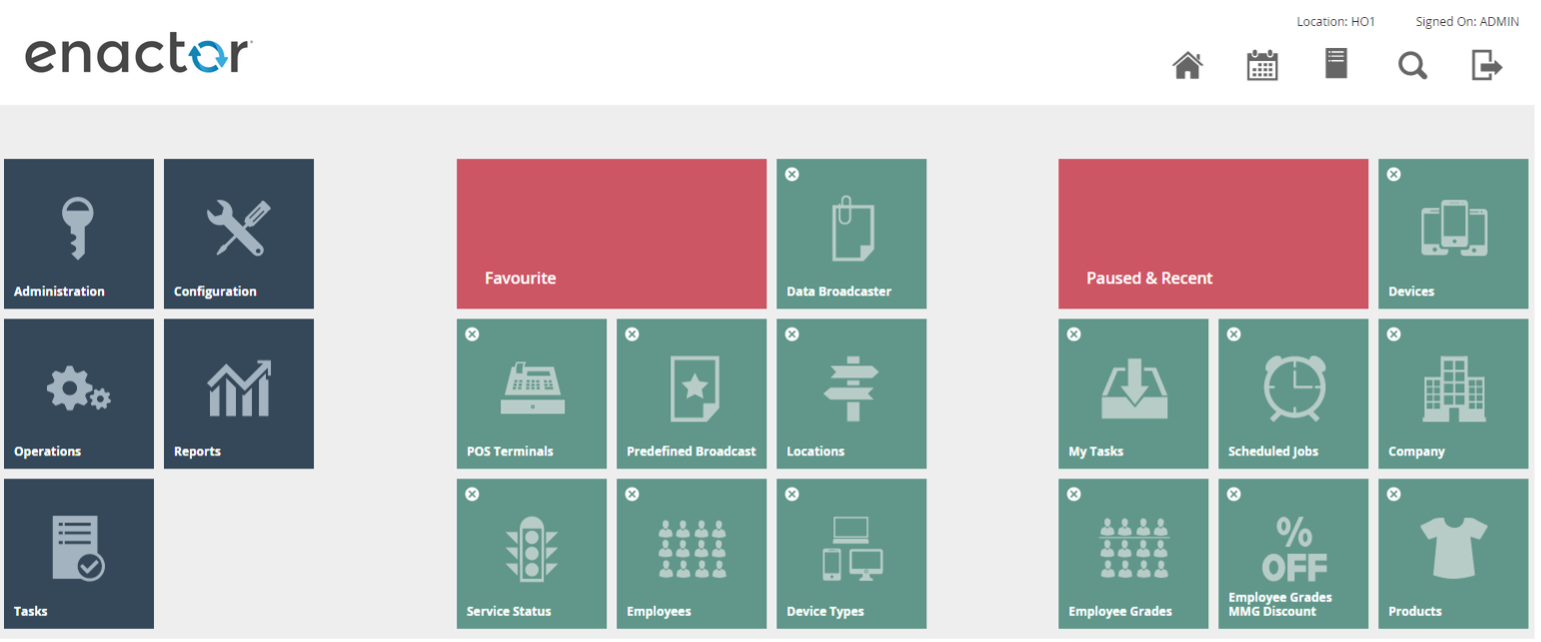 Location: HO1 Signed On: ADMIN
enactor
Administration Configuration
Operations Reports
Tasks
Favourite Data Broadcaster
POS Terminals Predefined Broadcast Locations
Service Status Employees Device Types
Paused & Recent Devices
My Tasks Scheduled Jobs Company
% OFF
Employee Grades Employee Grades MMG Discount Products